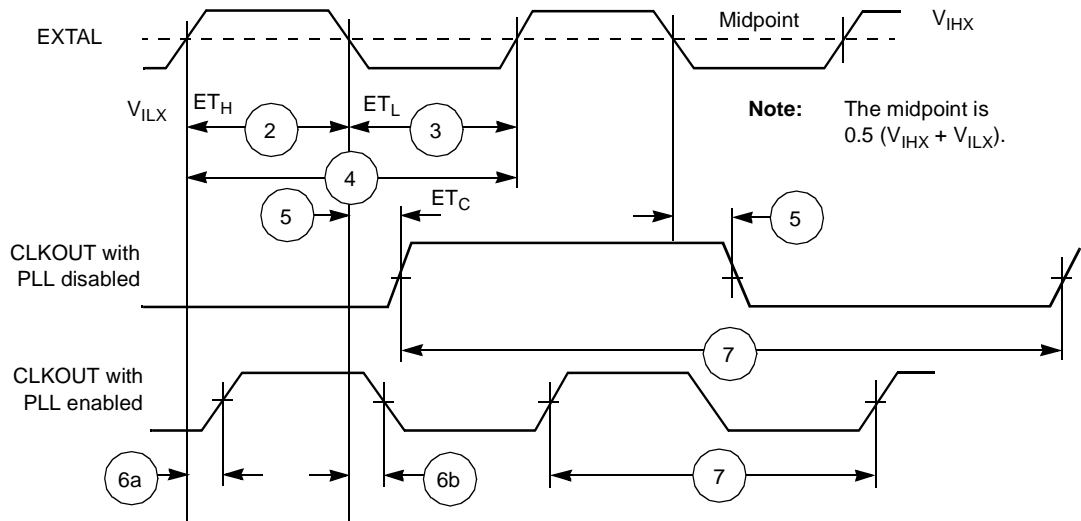 Midpoint
V_IHX
EXTAL
V_ILX
ET_H
ET_L
2
3
Note: The midpoint is
0.5 (V_IHX + V_ILX).
4
5
ET_C
5
CLKOUT with
PLL disabled
7
CLKOUT with
PLL enabled
6a
6b
7